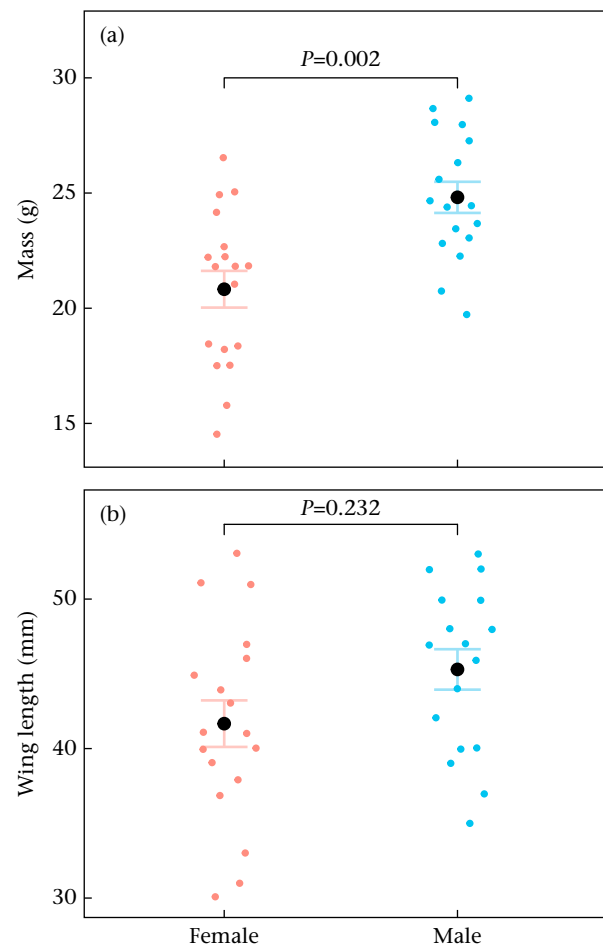 (a)
P=0.002
30
25
20
15
Mass (g)
(b)
P=0.232
50
40
30
Wing length (mm)
Female Male